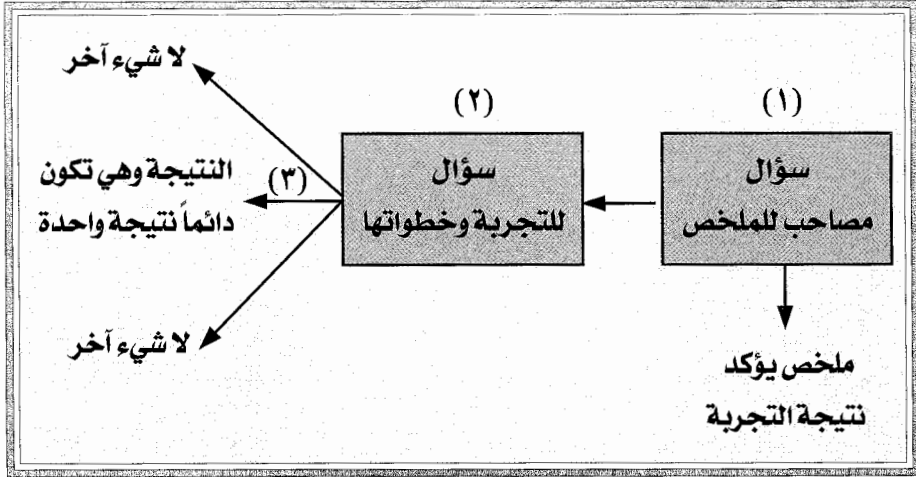 (١)
سؤال
مصاحب للملخص
ملخص يؤكد
نتيجة التجربة
(٢)
سؤال
للتجربة وخطواتها
(٣)
لا شيء آخر
النتيجة وهي تكون
دائماً نتيجة واحدة
لا شيء آخر